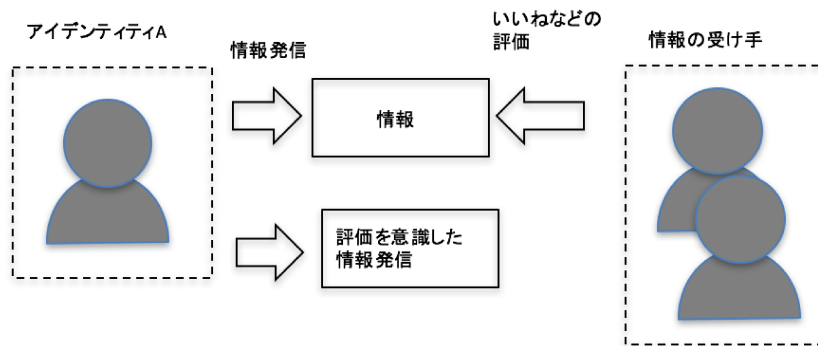 アイデンティティA
情報発信
いいねなどの
評価
情報の受け手
情報
評価を意識した
情報発信